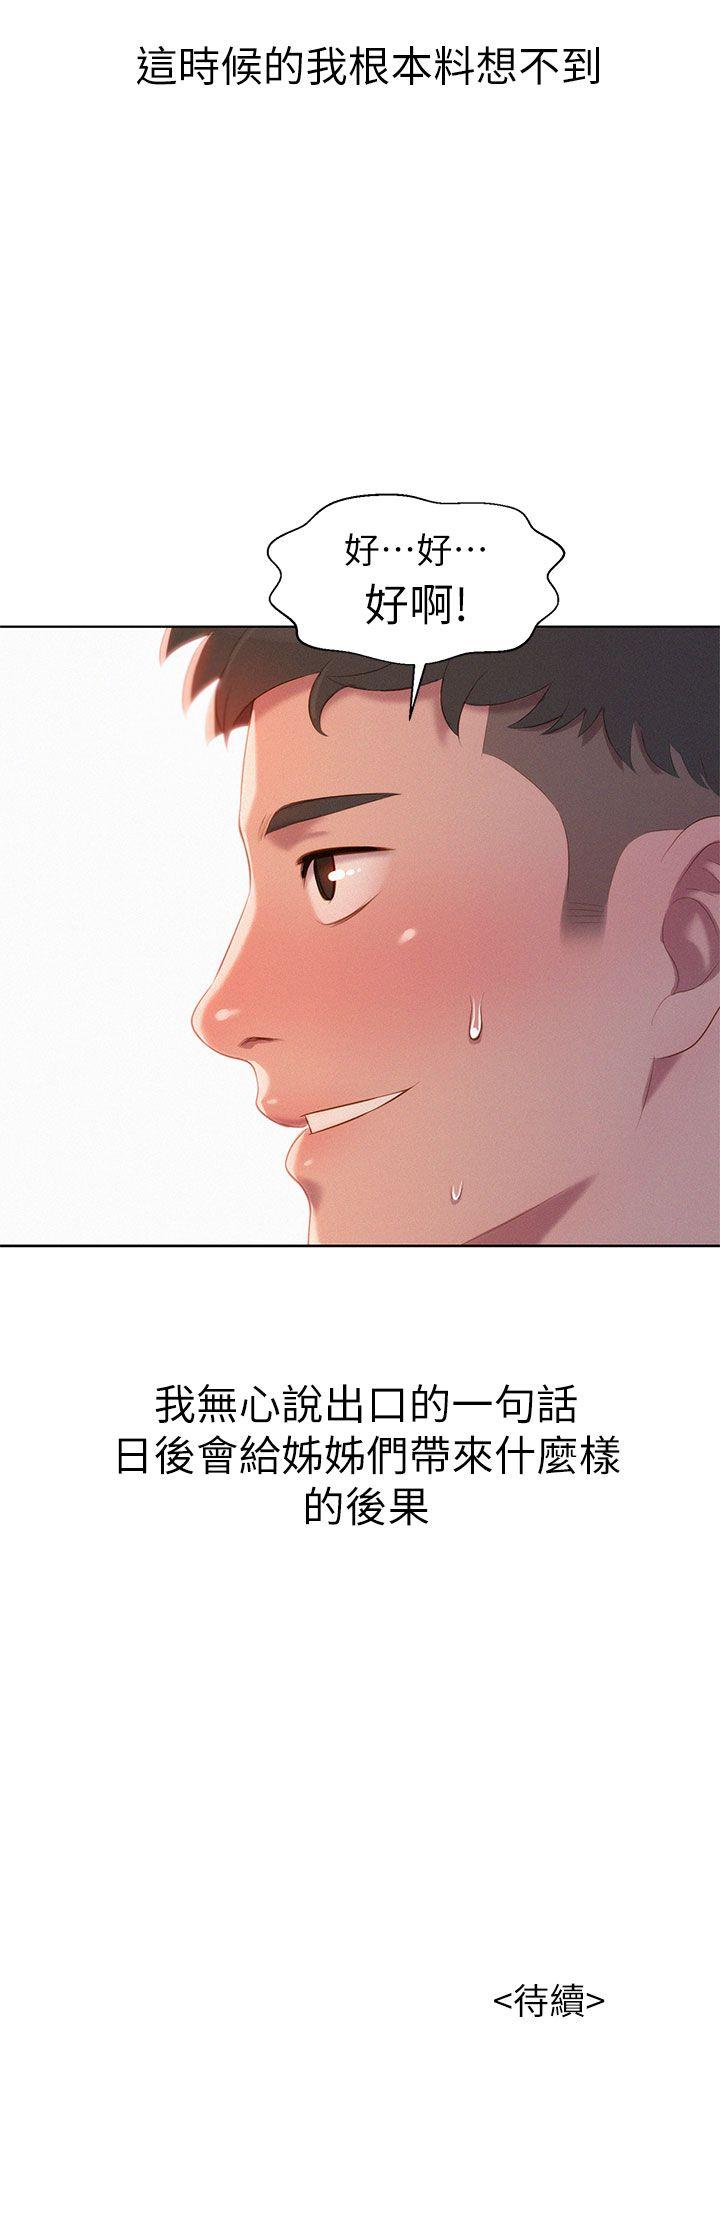 這時候的我根本料想不到
好⋯好⋯
好啊!
我無心說出口的一句話
日後會給姊姊們帶來什麼樣
的後果
<待續>